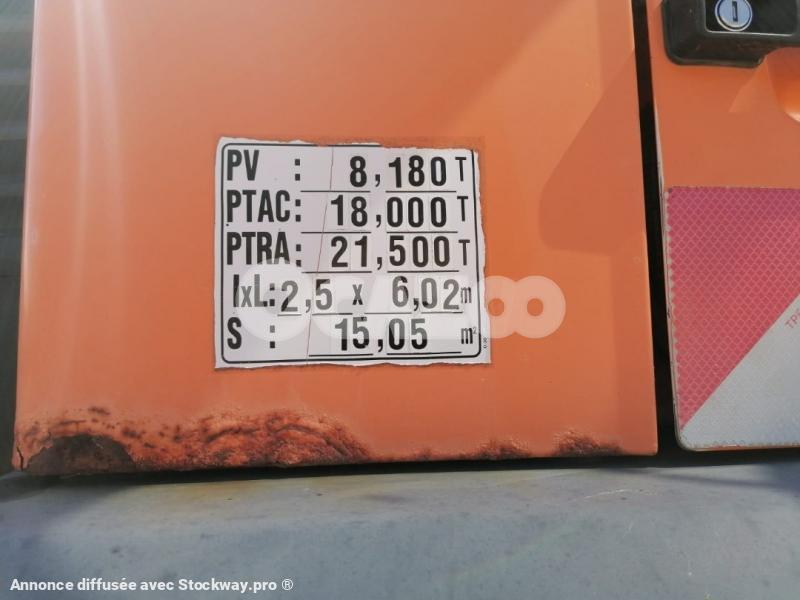 PV : 8,180 T
PTAC: 18,000 T
PTRA: 21,500 T
lxL: 2,5 x 6,02 m
S : 15,05 m²
OCAZOO
Annonce diffusée avec Stockway.pro ®